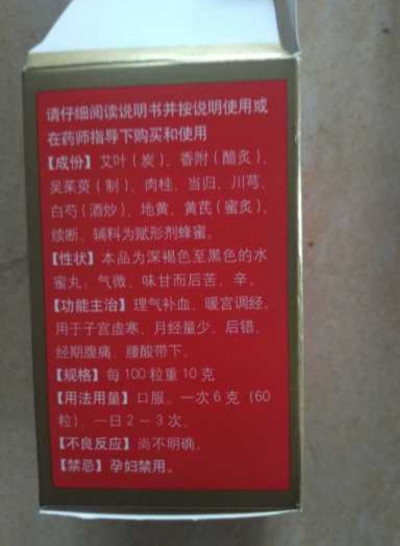 请仔细阅读说明书并按说明使用或
在药师指导下购买和使用
【成份】艾叶（炭）、香附（醋炙）、
吴茱萸（制）、肉桂、当归、川芎、
白芍（酒炒）、地黄、黄芪（蜜炙）、
续断。辅料为赋形剂蜂蜜。
【性状】本品为深褐色至黑色的水
蜜丸；气微，味甘而后苦、辛。
【功能主治】理气补血，暖宫调经。
用于子宫虚寒，月经量少、后错，
经期腹痛，腰酸带下。
【规格】每100粒重10克
【用法用量】口服。一次6克（60
粒），一日2～3次。
【不良反应】尚不明确。
【禁忌】孕妇禁用。